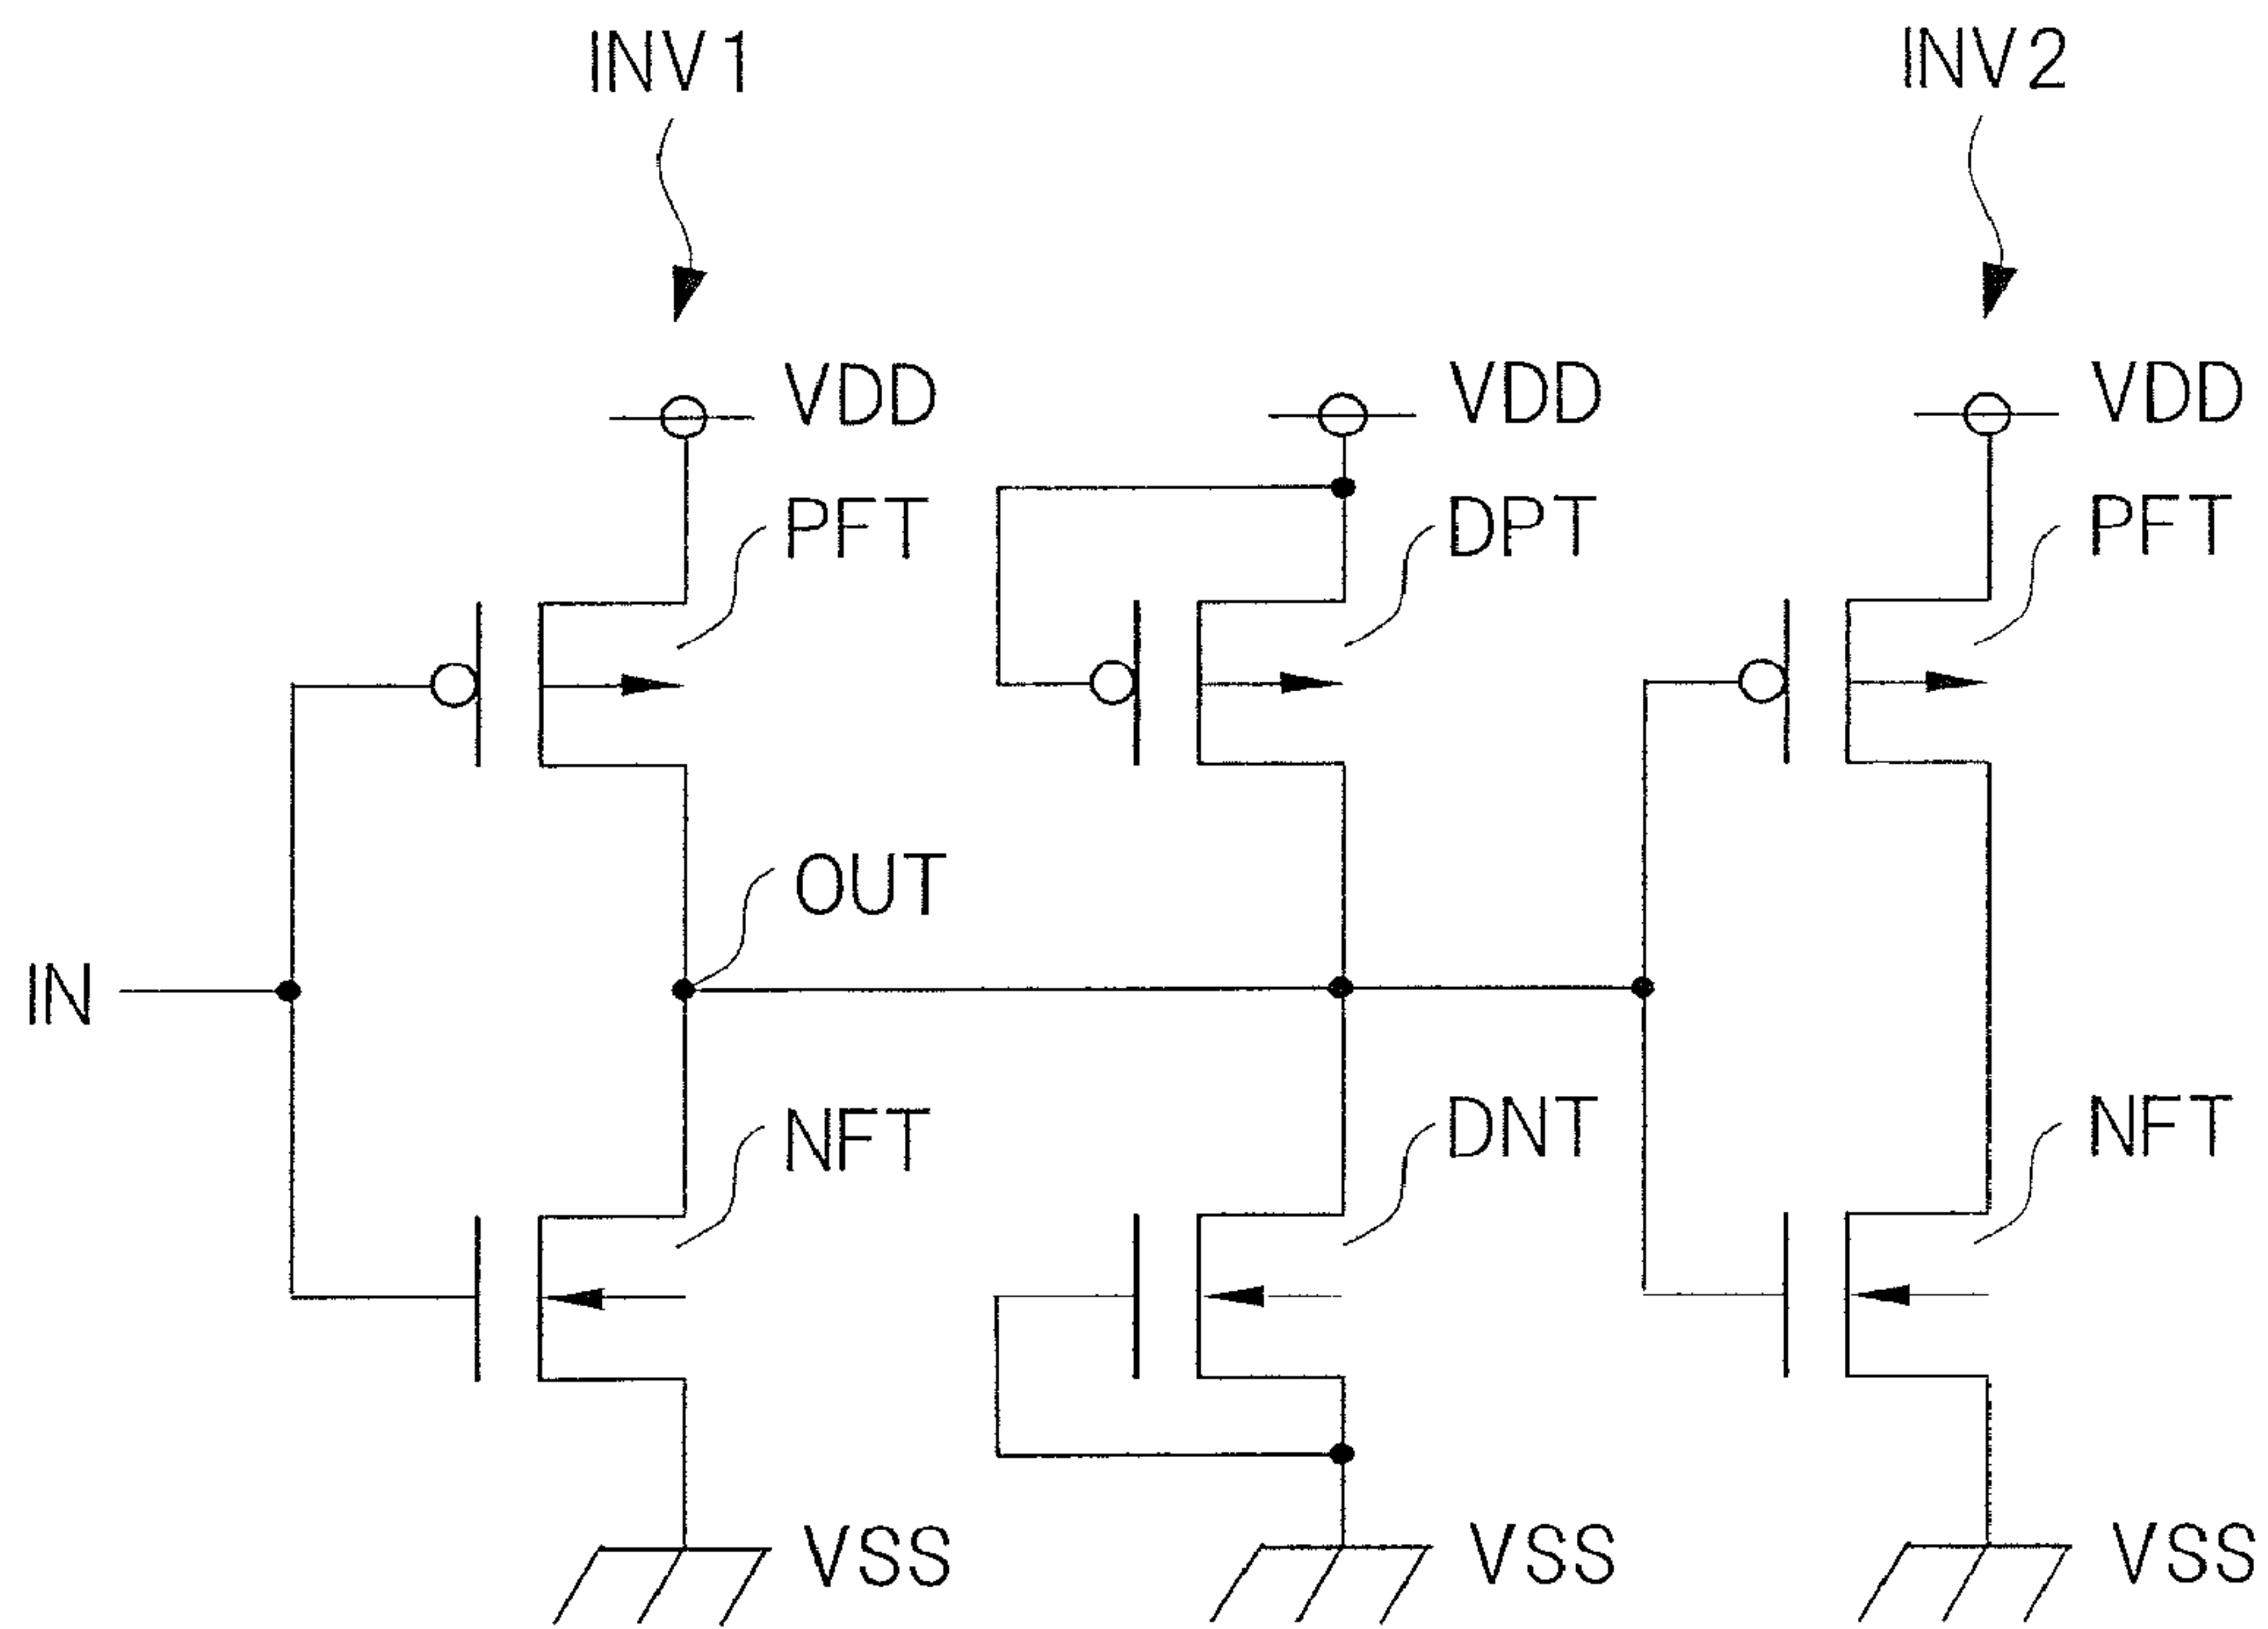 INV1 INV2
VDD VDD VDD
PFT DPT PFT
OUT
IN
NFT DNT NFT
VSS VSS VSS